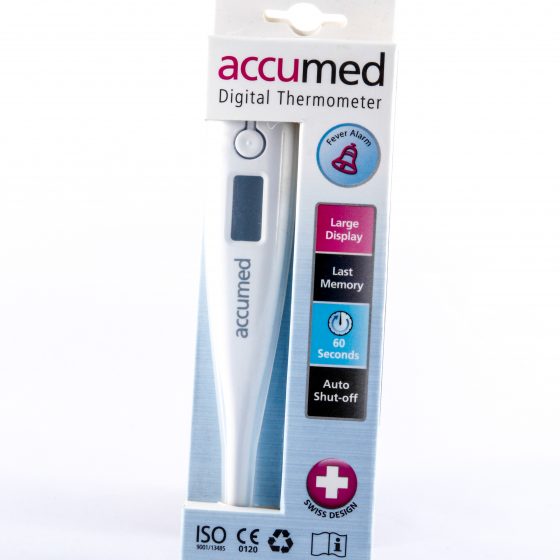 accumed
Digital Thermometer
Fever Alarm
Large
Display
Last
Memory
60
Seconds
Auto
Shut-off
accumed
SWISS DESIGN
ISO
9001/13485
CE
0120
i